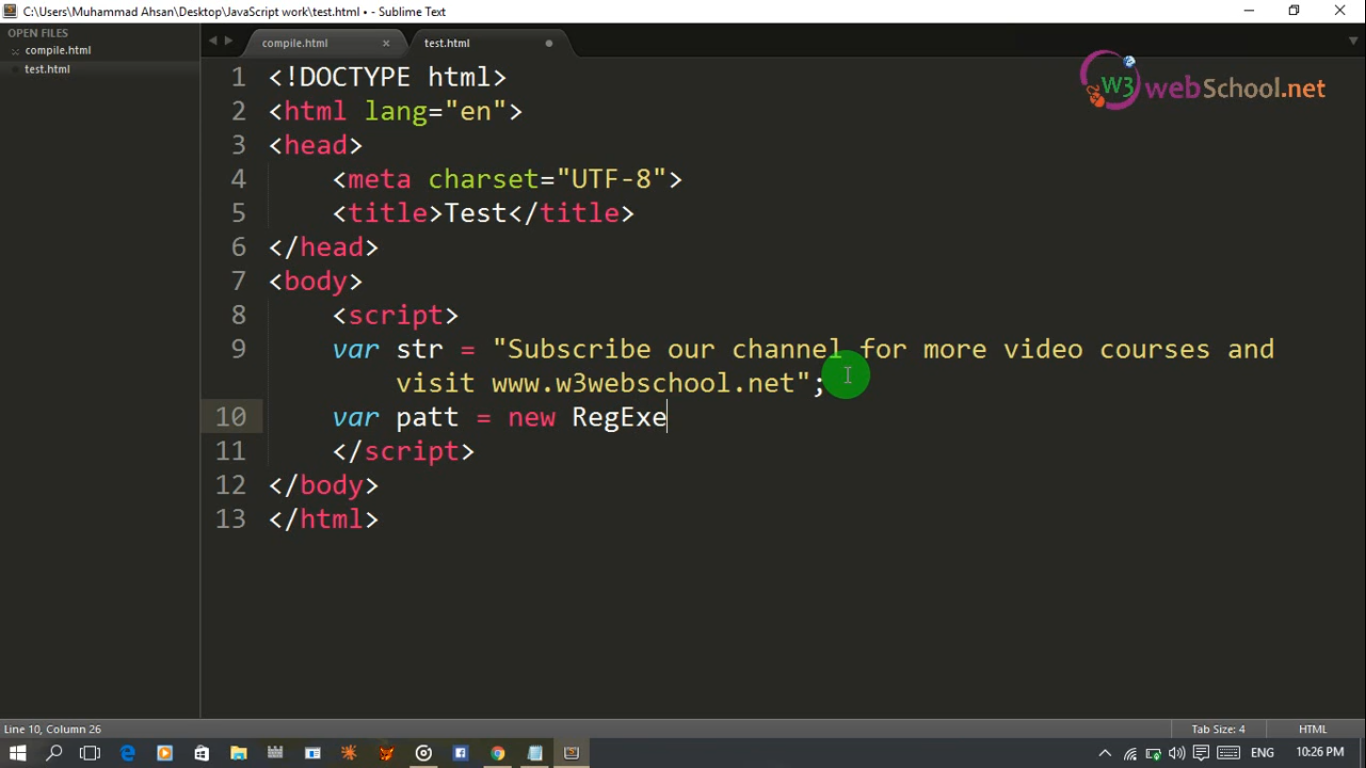 C:\Users\Muhammad Ahsan\Desktop\JavaScript work\test.html • - Sublime Text
OPEN FILES
compile.html
test.html
compile.html
test.html
W3 webSchool.net
1 <!DOCTYPE html>
2 <html lang="en">
3 <head>
4 <meta charset="UTF-8">
5 <title>Test</title>
6 </head>
7 <body>
8 <script>
9 var str = "Subscribe our channel for more video courses and
visit www.w3webschool.net";
10 var patt = new RegExe
11 </script>
12 </body>
13 </html>
Line 10, Column 26
Tab Size: 4
HTML
ENG
10:26 PM